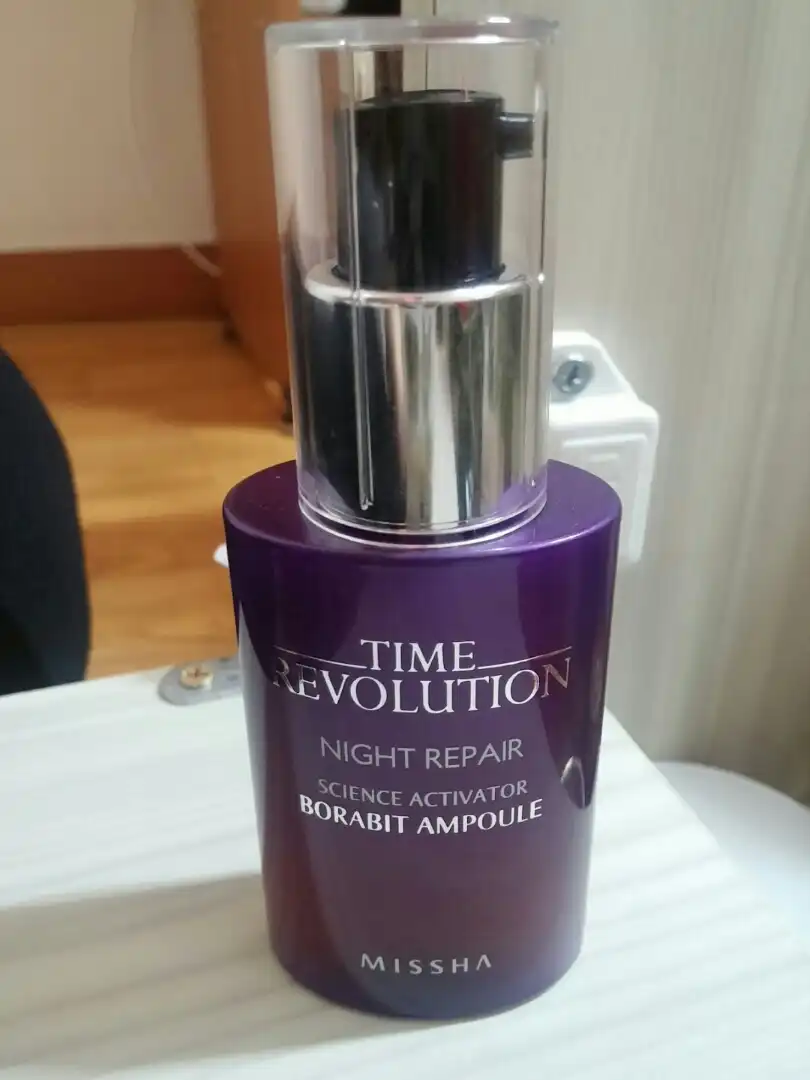 TIME
REVOLUTION
NIGHT REPAIR
SCIENCE ACTIVATOR
BORABIT AMPOULE
MISSHA